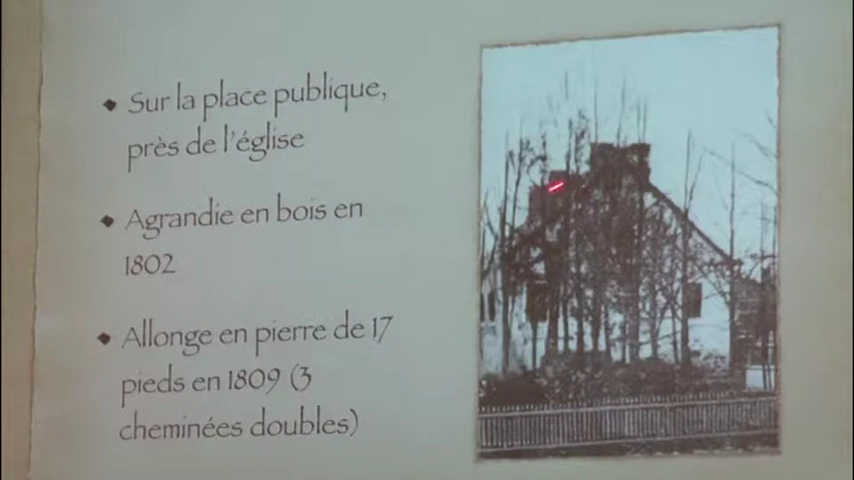 Sur la place publique,
près de l'église
Agrandie en bois en
1802
Allonge en pierre de 17
pieds en 1809 (3
cheminées doubles)